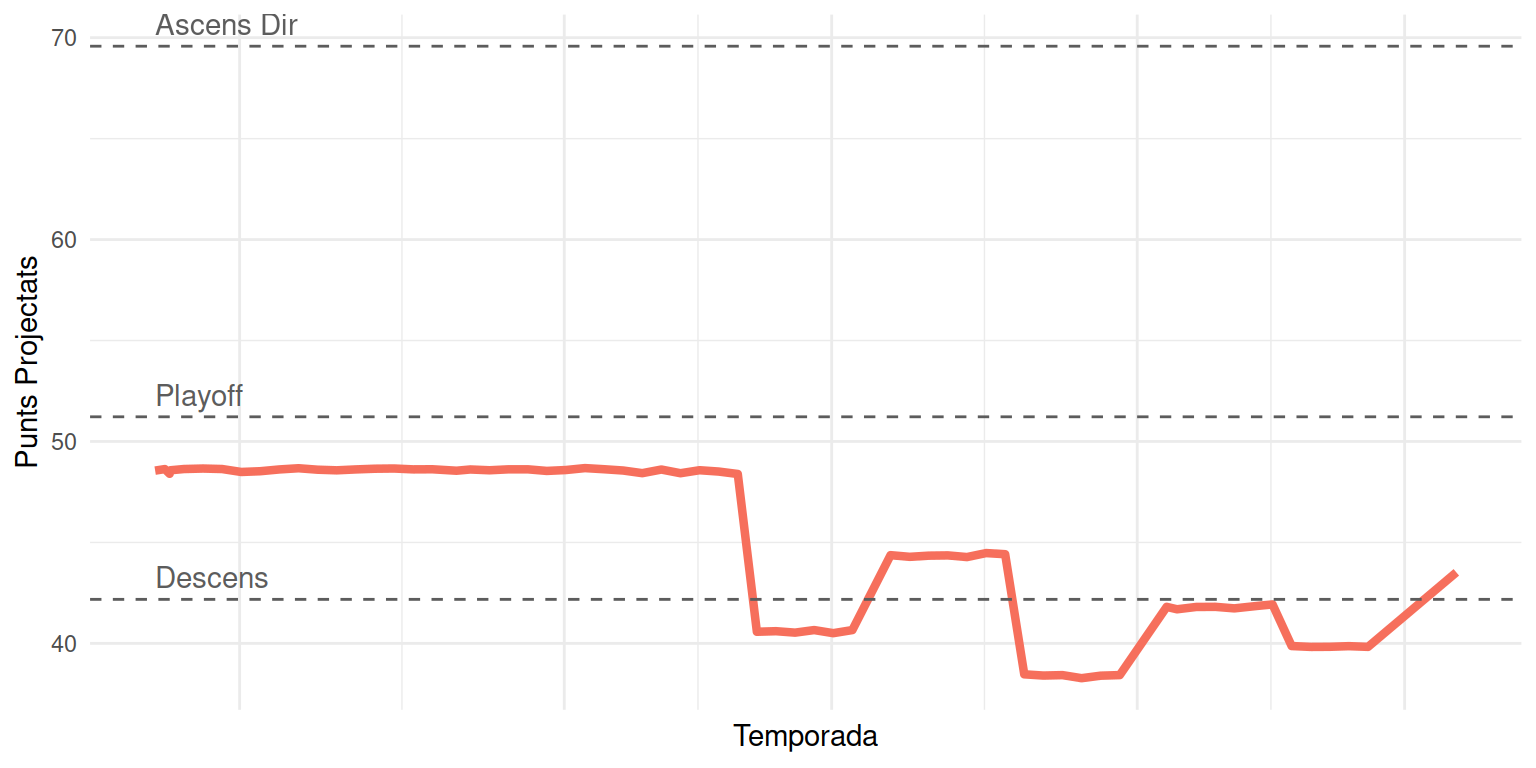 Ascens Dir
70
60
Punts Projectats
Playoff
50
Descens
40
Temporada